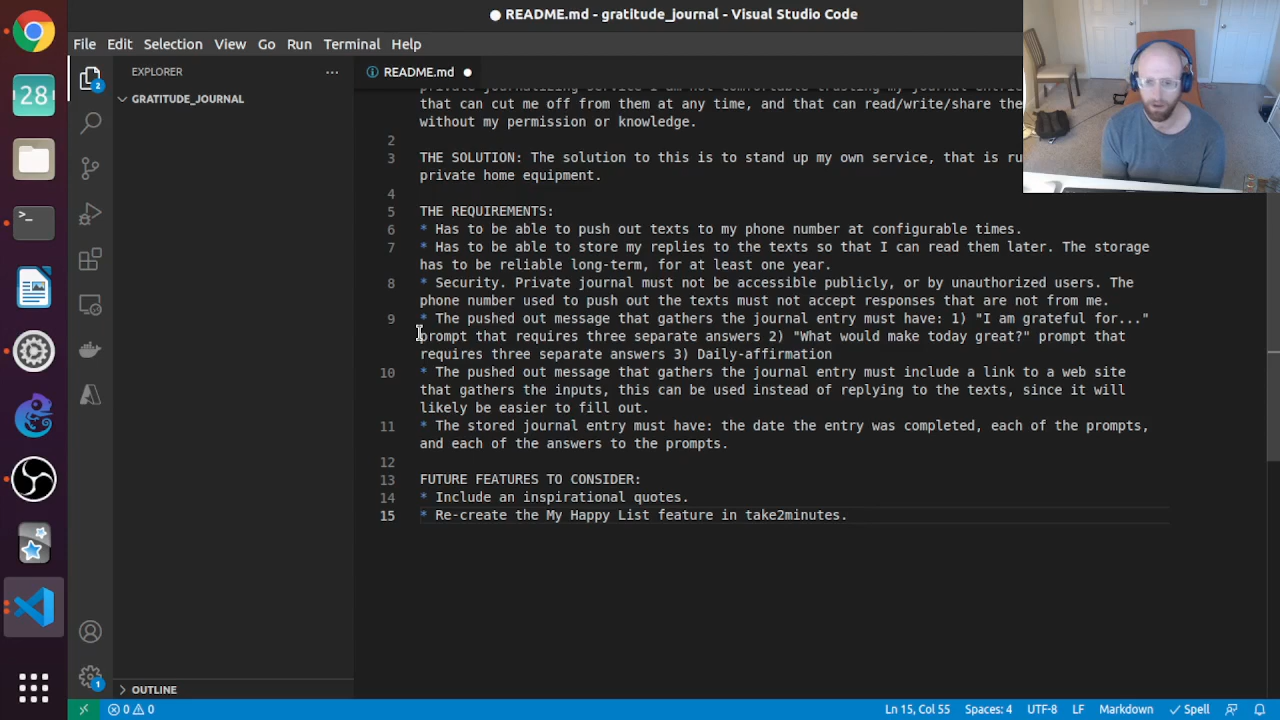 README.md - gratitude_journal - Visual Studio Code
File Edit Selection View Go Run Terminal Help
EXPLORER
README.md
GRATITUDE_JOURNAL
that can cut me off from them at any time, and that can read/write/share the
without my permission or knowledge.
2
3 THE SOLUTION: The solution to this is to stand up my own service, that is ru
private home equipment.
4
5 THE REQUIREMENTS:
6 * Has to be able to push out texts to my phone number at configurable times.
7 * Has to be able to store my replies to the texts so that I can read them later. The storage
has to be reliable long-term, for at least one year.
8 * Security. Private journal must not be accessible publicly, or by unauthorized users. The
phone number used to push out the texts must not accept responses that are not from me.
9 * The pushed out message that gathers the journal entry must have: 1) "I am grateful for..."
prompt that requires three separate answers 2) "What would make today great?" prompt that
requires three separate answers 3) Daily-affirmation
10 * The pushed out message that gathers the journal entry must include a link to a web site
that gathers the inputs, this can be used instead of replying to the texts, since it will
likely be easier to fill out.
11 * The stored journal entry must have: the date the entry was completed, each of the prompts,
and each of the answers to the prompts.
12
13 FUTURE FEATURES TO CONSIDER:
14 * Include an inspirational quotes.
15 * Re-create the My Happy List feature in take2minutes.
28
2
1
OUTLINE
0 0
Ln 15, Col 55 Spaces: 4 UTF-8 LF Markdown Spell